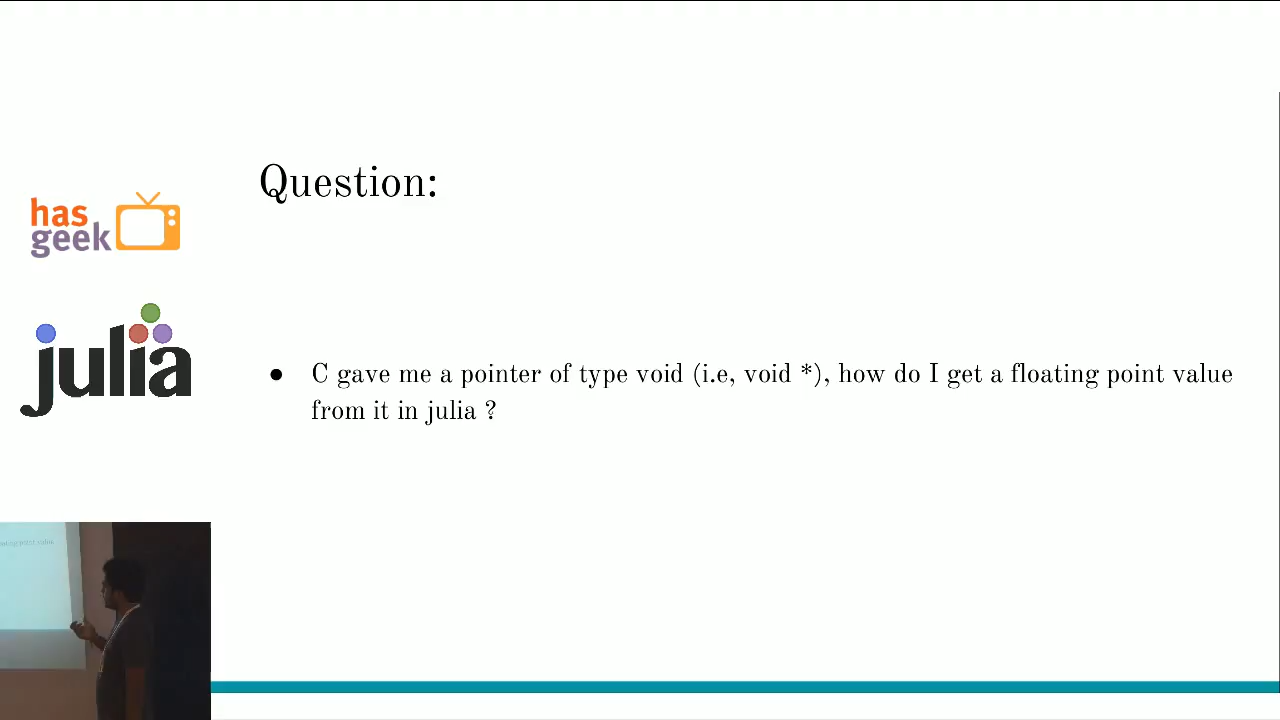 Question:
has
geek
julia
● C gave me a pointer of type void (i.e, void *), how do I get a floating point value
from it in julia ?